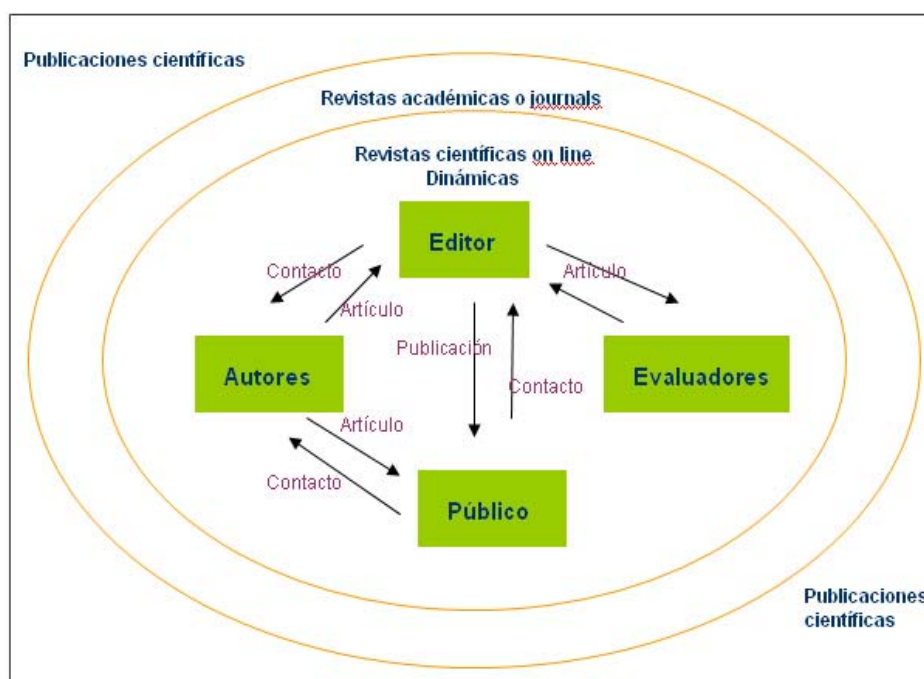 Publicaciones científicas
Revistas académicas o journals
Revistas científicas on line
Dinámicas
Editor
Contacto
Artículo
Artículo
Publicación
Autores
Contacto
Evaluadores
Artículo
Contacto
Público
Publicaciones
científicas